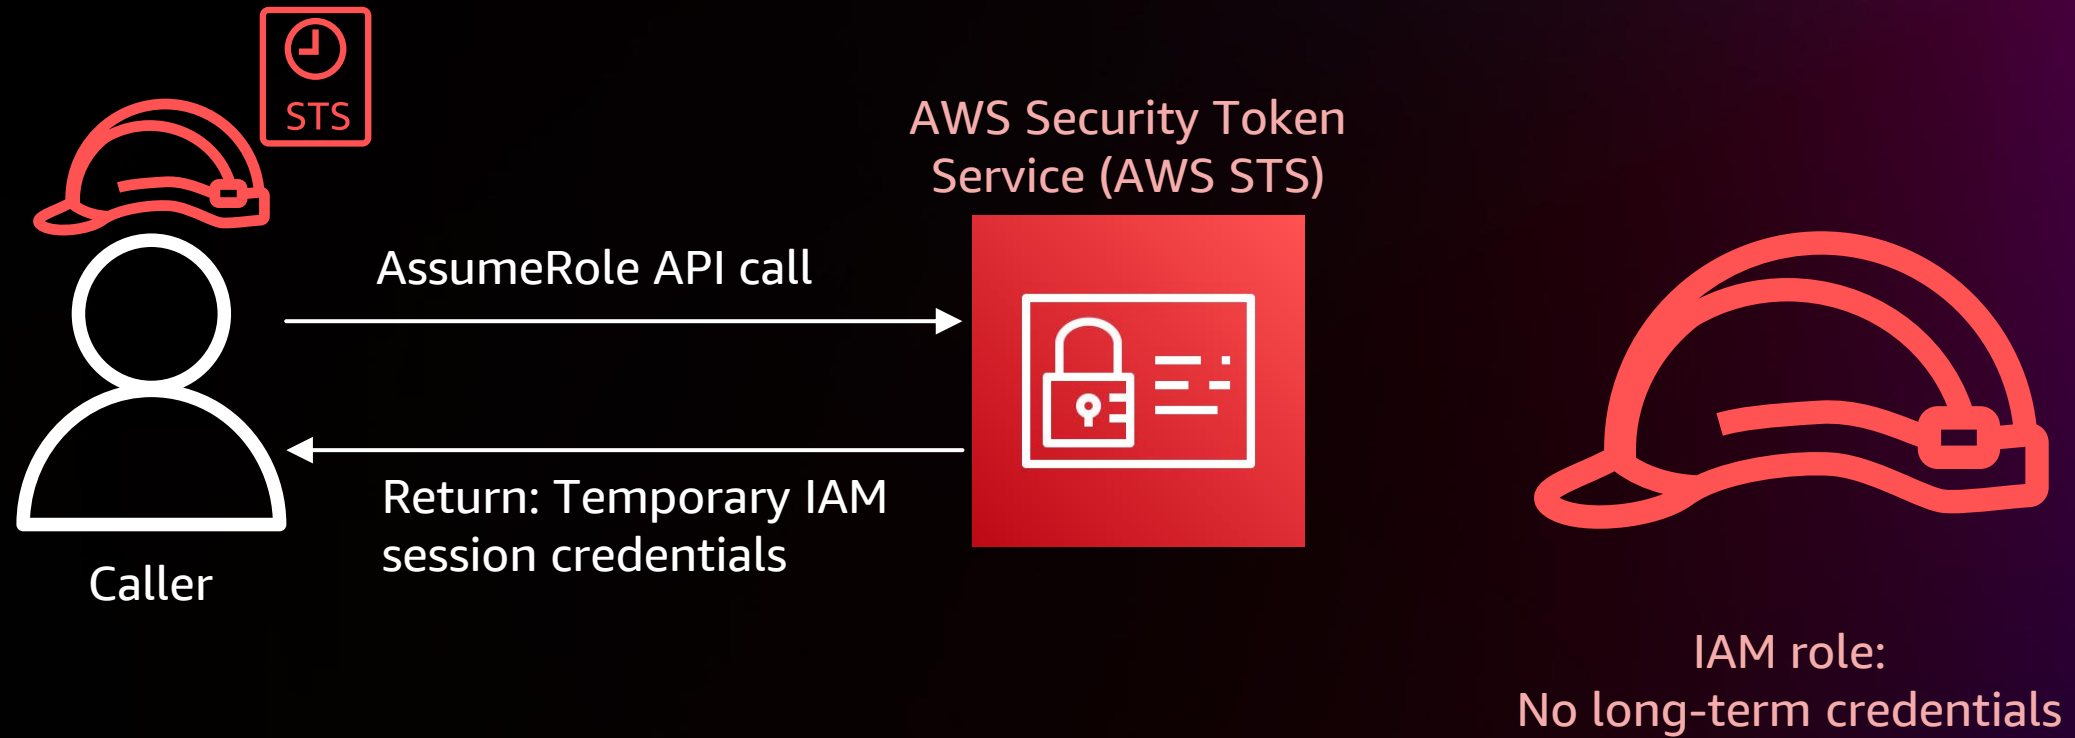 STS
AWS Security Token
Service (AWS STS)
AssumeRole API call
Return: Temporary IAM
session credentials
Caller
IAM role:
No long-term credentials